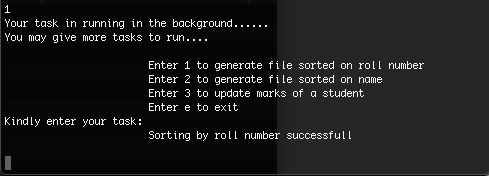 1
Your task in running in the background......
You may give more tasks to run....
Enter 1 to generate file sorted on roll number
Enter 2 to generate file sorted on name
Enter 3 to update marks of a student
Enter e to exit
Kindly enter your task:
Sorting by roll number successfull